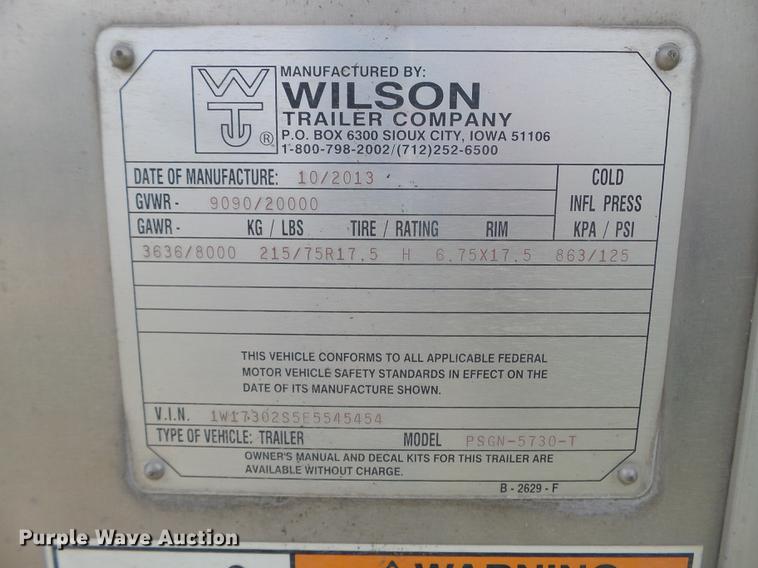 WTC ®
MANUFACTURED BY:
WILSON
TRAILER COMPANY
P.O. BOX 6300 SIOUX CITY, IOWA 51106
1-800-798-2002/(712)252-6500
DATE OF MANUFACTURE: 10/2013 COLD
GVWR - 9090/20000 INFL PRESS
GAWR - KG / LBS TIRE / RATING RIM KPA / PSI
3636/8000 215/75R17.5 H 6.75X17.5 863/125
THIS VEHICLE CONFORMS TO ALL APPLICABLE FEDERAL
MOTOR VEHICLE SAFETY STANDARDS IN EFFECT ON THE
DATE OF ITS MANUFACTURE SHOWN.
V.I.N. 1W17302S5E5545454
TYPE OF VEHICLE: TRAILER MODEL PSGN-5730-T
OWNER'S MANUAL AND DECAL KITS FOR THIS TRAILER ARE
AVAILABLE WITHOUT CHARGE.
B - 2629 - F
Purple Wave Auction
WARNING